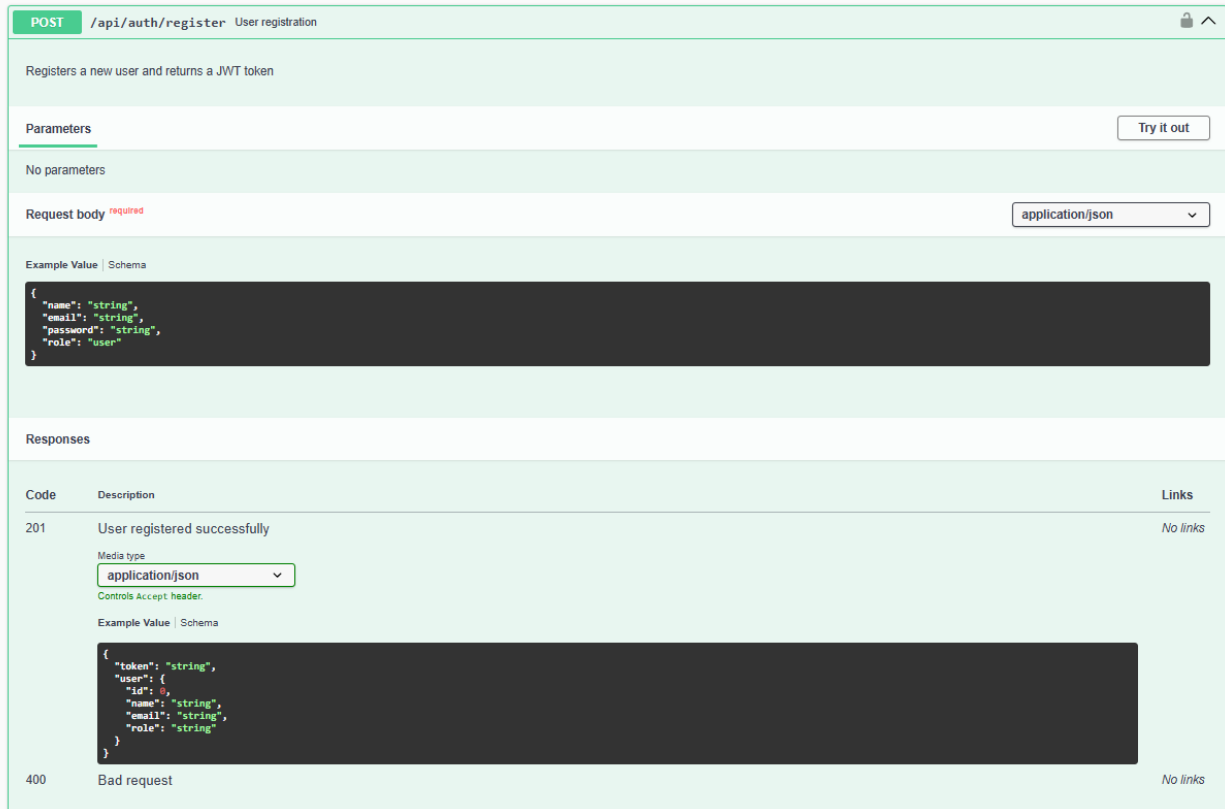 POST /api/auth/register User registration
Registers a new user and returns a JWT token
Parameters Try it out
No parameters
Request body required application/json
Example Value Schema
{
"name": "string",
"email": "string",
"password": "string",
"role": "user"
}
Responses
Code Description Links
201 User registered successfully No links
Media type
application/json
Controls Accept header.
Example Value Schema
{
"token": "string",
"user": {
"id": 0,
"name": "string",
"email": "string",
"role": "string"
}
}
400 Bad request No links